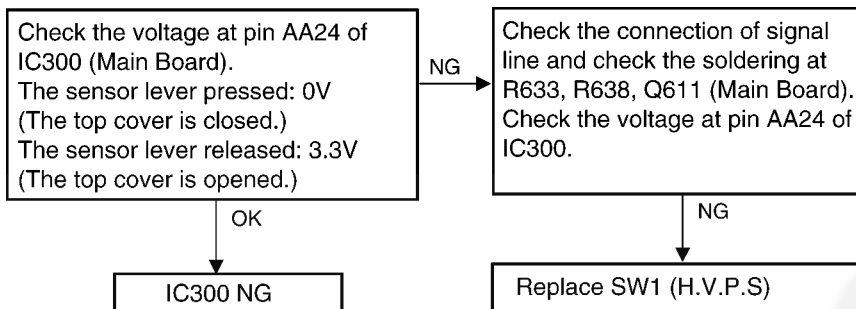 Check the voltage at pin AA24 of
IC300 (Main Board).
The sensor lever pressed: 0V
(The top cover is closed.)
The sensor lever released: 3.3V
(The top cover is opened.)
NG
Check the connection of signal
line and check the soldering at
R633, R638, Q611 (Main Board).
Check the voltage at pin AA24 of
IC300.
OK
NG
IC300 NG
Replace SW1 (H.V.P.S)